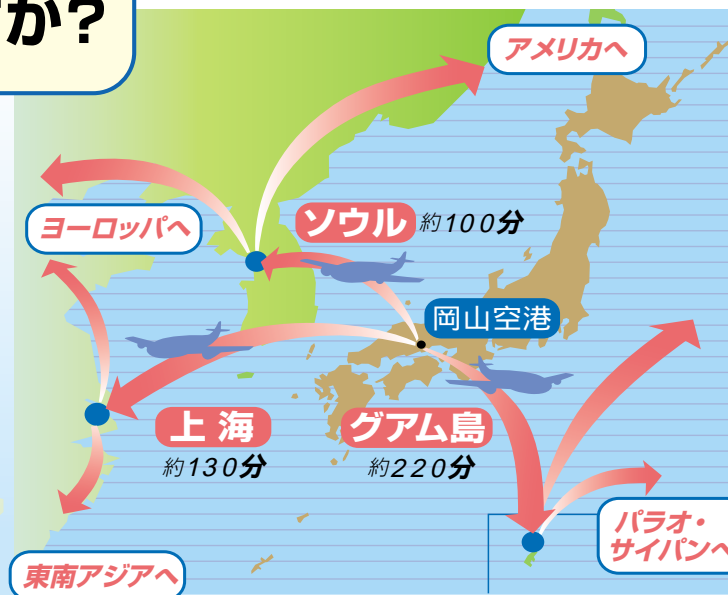 か?
アメリカへ
ヨーロッパへ
ソウル 約100分
岡山空港
上海
約130分
グアム島
約220分
パラオ・
サイパンへ
東南アジアへ